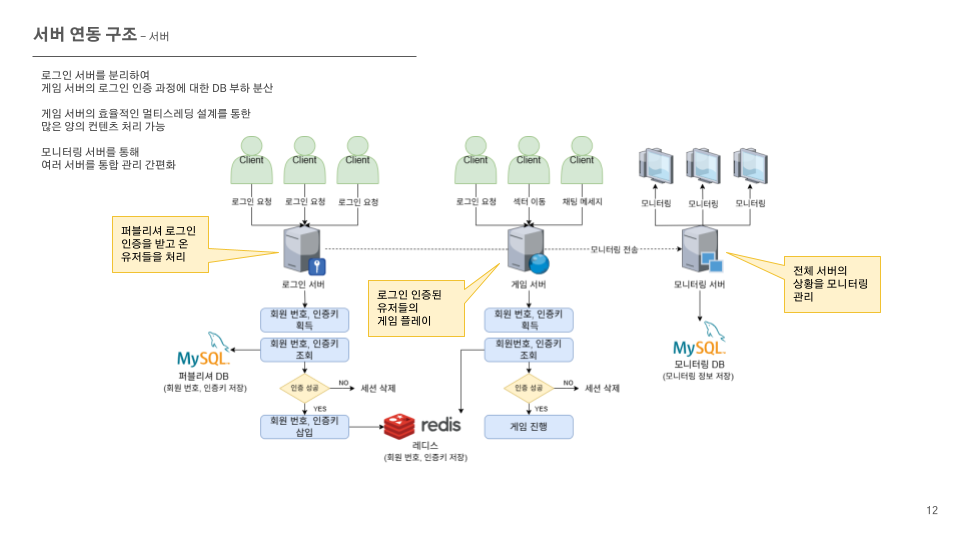 서버 연동 구조 – 서버
로그인 서버를 분리하여
게임 서버의 로그인 인증 과정에 대한 DB 부하 분산
게임 서버의 효율적인 멀티스레딩 설계를 통한
많은 양의 컨텐츠 처리 가능
모니터링 서버를 통해
여러 서버를 통합 관리 간편화
Client
Client
Client
Client
Client
Client
로그인 요청
로그인 요청
로그인 요청
로그인 요청
섹터 이동
채팅 메세지
모니터링
모니터링
모니터링
퍼블리셔 로그인
인증을 받고 온
유저들을 처리
모니터링 전송
로그인 서버
게임 서버
모니터링 서버
로그인 인증된
유저들의
게임 플레이
전체 서버의
상황을 모니터링
관리
회원 번호, 인증키
획득
회원 번호, 인증키
조회
인증 성공
NO
세션 삭제
YES
회원 번호, 인증키
삽입
MySQL
퍼블리셔 DB
(회원 번호, 인증키 저장)
회원 번호, 인증키
획득
회원번호, 인증키
조회
인증 성공
NO
세션 삭제
YES
게임 진행
redis
레디스
(회원 번호, 인증키 저장)
MySQL
모니터링 DB
(모니터링 정보 저장)
12